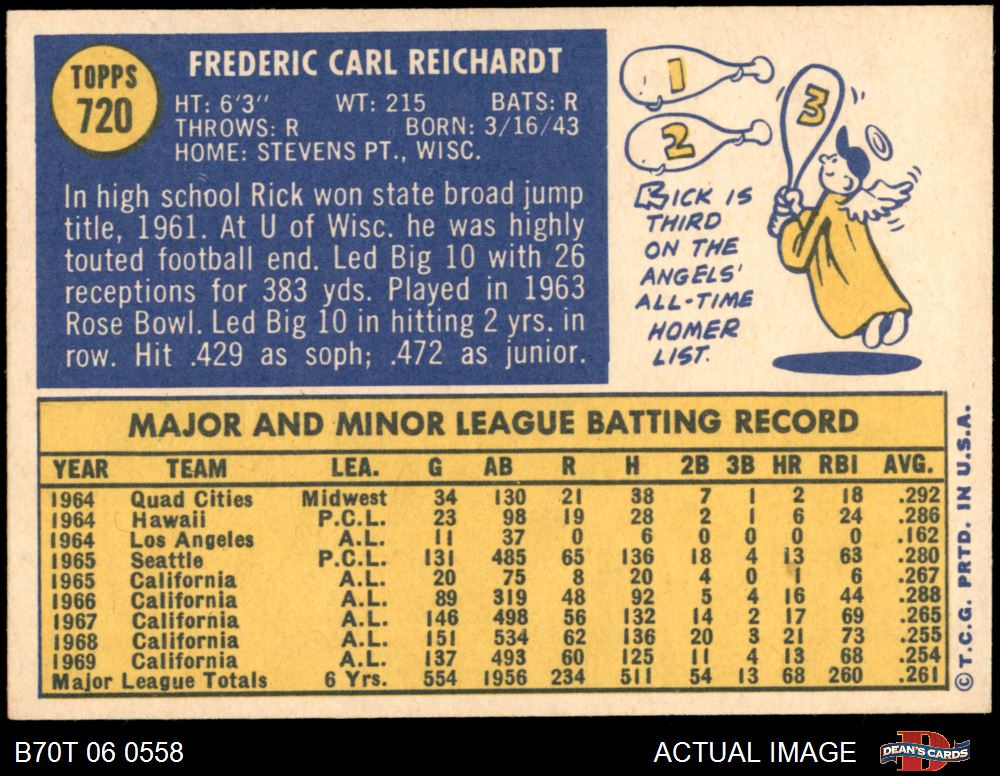 TOPPS
720
FREDERIC CARL REICHARDT
HT: 6'3" WT: 215 BATS: R
THROWS: R BORN: 3/16/43
HOME: STEVENS PT., WISC.
In high school Rick won state broad jump
title, 1961. At U of Wisc. he was highly
touted football end. Led Big 10 with 26
receptions for 383 yds. Played in 1963
Rose Bowl. Led Big 10 in hitting 2 yrs. in
row. Hit .429 as soph; .472 as junior.
1
2
3
RICK IS
THIRD
ON THE
ANGELS'
ALL-TIME
HOMER
LIST.
MAJOR AND MINOR LEAGUE BATTING RECORD
YEAR TEAM LEA. G AB R H 2B 3B HR RBI AVG.
1964 Quad Cities Midwest 34 130 21 38 7 1 2 18 .292
1964 Hawaii P.C.L. 23 98 19 28 2 1 6 24 .286
1964 Los Angeles A.L. 11 37 0 6 0 0 0 0 .162
1965 Seattle P.C.L. 131 485 65 136 18 4 13 63 .280
1965 California A.L. 20 75 8 20 4 0 1 6 .267
1966 California A.L. 89 319 48 92 5 4 16 44 .288
1967 California A.L. 146 498 56 132 14 2 17 69 .265
1968 California A.L. 151 534 62 136 20 3 21 73 .255
1969 California A.L. 137 493 60 125 11 4 13 68 .254
Major League Totals 6 Yrs. 554 1956 234 511 54 13 68 260 .261
© T.C.G. PRTD. IN U.S.A.
B70T 06 0558
ACTUAL IMAGE
D
DEAN'S CARDS